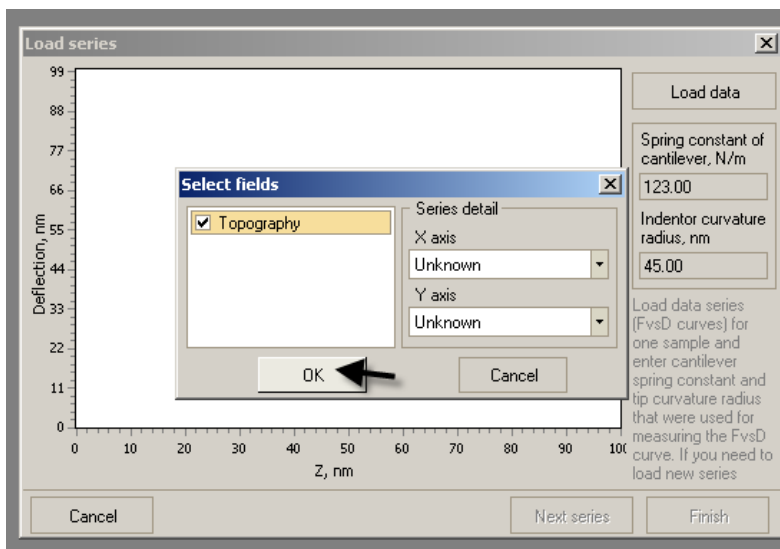 Load series
99
88
77
66
55
44
33
22
11
0
Deflection, nm
0 10 20 30 40 50 60 70 80 90
Z, nm
Select fields
Topography
Series detail
X axis
Unknown
Y axis
Unknown
OK
Cancel
Load data
Spring constant of
cantilever, N/m
123.00
Indentor curvature
radius, nm
45.00
Load data series
(FvsD curves) for
one sample and
enter cantilever
spring constant and
tip curvature radius
that were used for
measuring the FvsD
curve. If you need to
load new series
Cancel
Next series
Finish